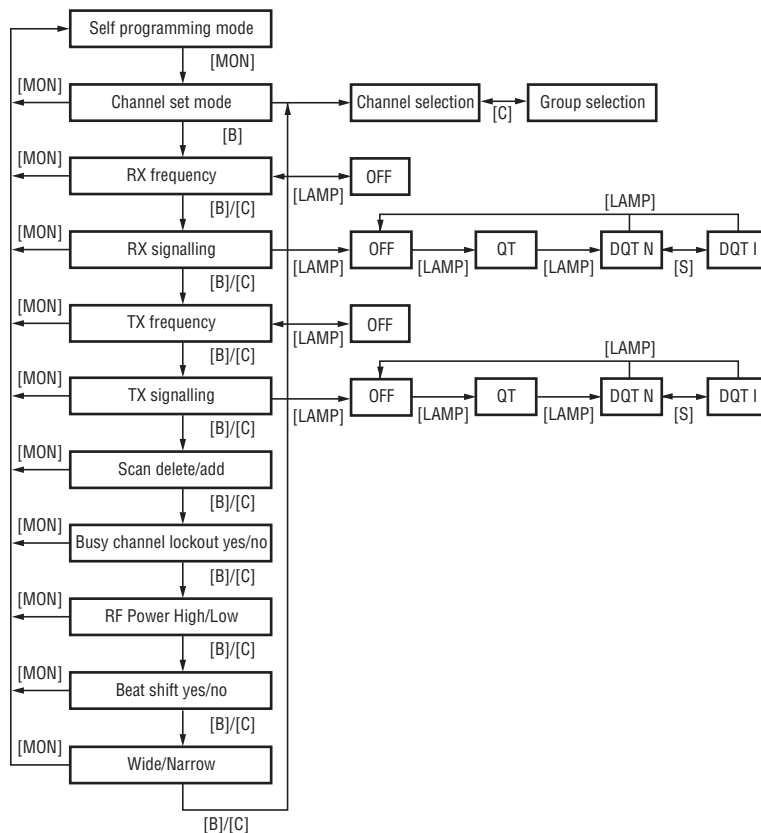 Self programming mode
[MON]
[MON]
Channel set mode
Channel selection
[C]
Group selection
[B]
[MON]
RX frequency
[LAMP]
OFF
[B]/[C]
[LAMP]
[MON]
RX signalling
[LAMP]
OFF
[LAMP]
QT
[LAMP]
DQT N
[S]
DQT I
[B]/[C]
[MON]
TX frequency
[LAMP]
OFF
[B]/[C]
[LAMP]
[MON]
TX signalling
[LAMP]
OFF
[LAMP]
QT
[LAMP]
DQT N
[S]
DQT I
[B]/[C]
[MON]
Scan delete/add
[B]/[C]
[MON]
Busy channel lockout yes/no
[B]/[C]
[MON]
RF Power High/Low
[B]/[C]
[MON]
Beat shift yes/no
[B]/[C]
[MON]
Wide/Narrow
[B]/[C]